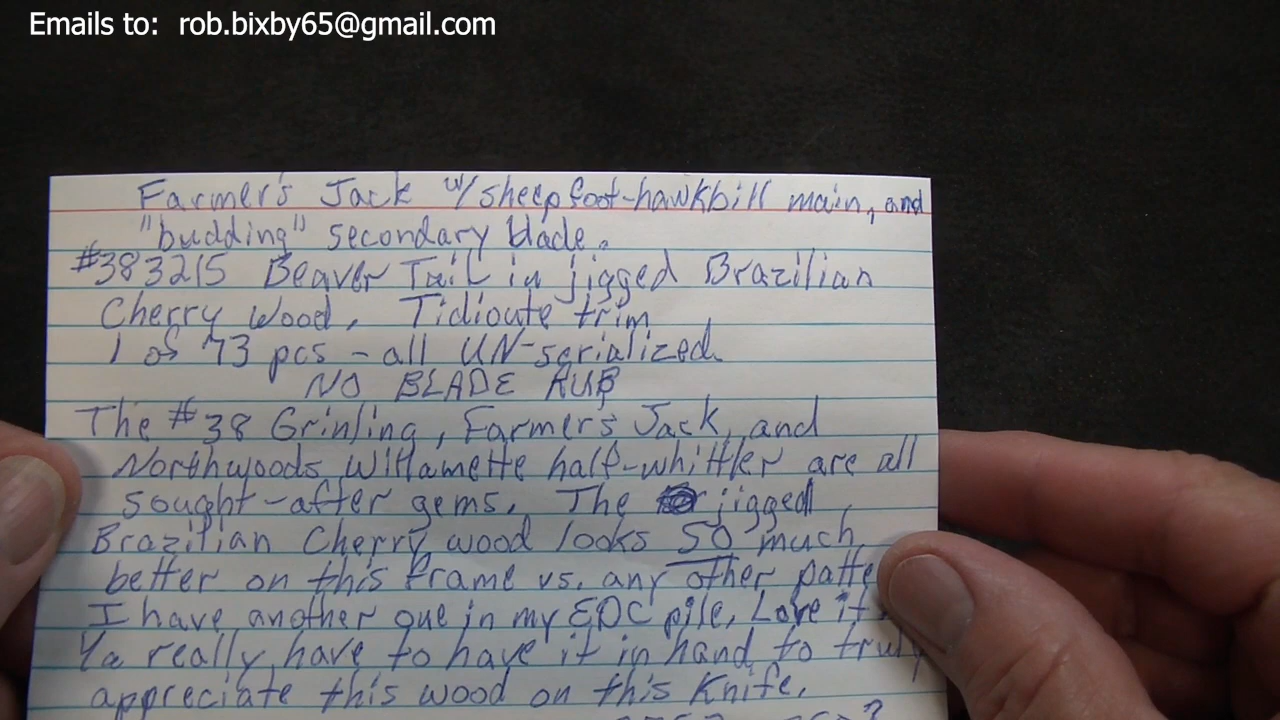 Emails to: rob.bixby65@gmail.com
Farmer's Jack w/ sheepfoot-hawkbill main, and
"budding" secondary blade.
#383215 Beaver Tail in jigged Brazilian
Cherry Wood. Tidioute trim
1 of 73 pcs - all UN-serialized.
NO BLADE RUB
The #38 Grinling, Farmer's Jack, and
Northwoods Willamette half-whittler are all
sought-after gems. The jigged
Brazilian Cherry wood looks SO much
better on this frame vs. any other patte
I have another one in my EDC pile. Love it
Ya really have to have it in hand to truly
appreciate this wood on this Knife.